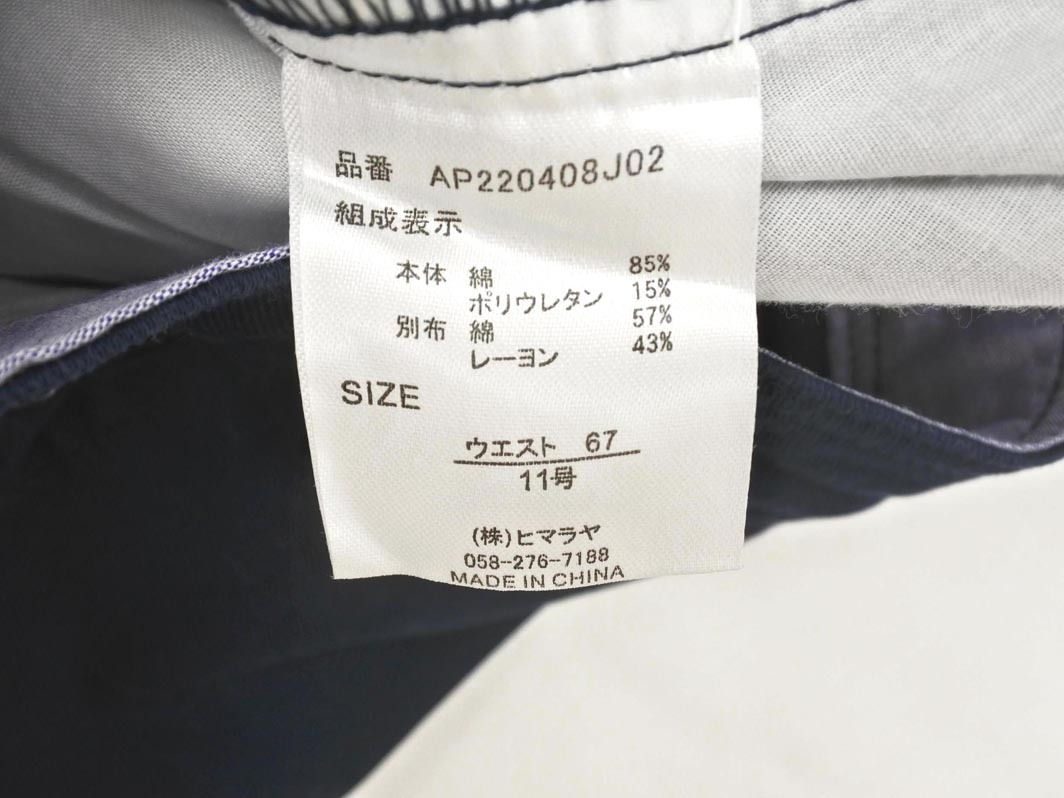 品番 AP220408J02
組成表示
本体 綿 85%
ポリウレタン 15%
別布 綿 57%
レーヨン 43%
SIZE
ウエスト 67
11号
(株)ヒマラヤ
058-276-7188
MADE IN CHINA